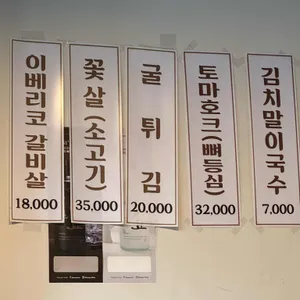 이베리코 갈비살
18,000
꽃살(소고기)
35,000
굴튀김
20,000
토마호크(뼈등심)
32,000
김치말이국수
7,000